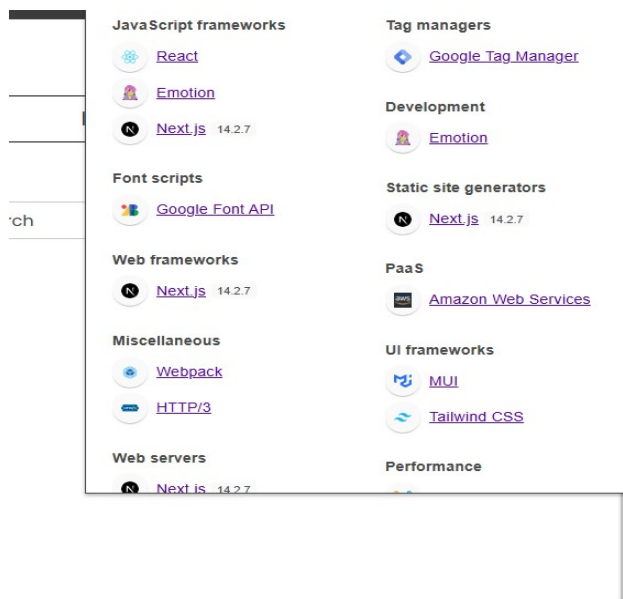 JavaScript frameworks
React
Emotion
Next.js 14.2.7
Font scripts
Google Font API
Web frameworks
Next.js 14.2.7
Miscellaneous
Webpack
HTTP/3
Web servers
Next.js 14.2.7
Tag managers
Google Tag Manager
Development
Emotion
Static site generators
Next.js 14.2.7
PaaS
aws
Amazon Web Services
UI frameworks
MUI
Tailwind CSS
Performance
rch